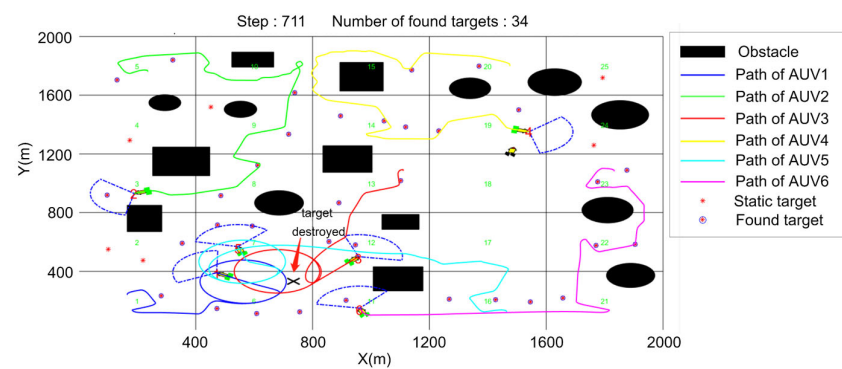 Step : 711 Number of found targets : 34
2000
1600
1200
800
400
Y(m)
5 10 15 20 25
4 9 14 19 24
3 8 13 18 23
2 12 17 22
1 6 16 21
target
destroyed
400 800 1200 1600 2000
X(m)
Obstacle
Path of AUV1
Path of AUV2
Path of AUV3
Path of AUV4
Path of AUV5
Path of AUV6
Static target
Found target